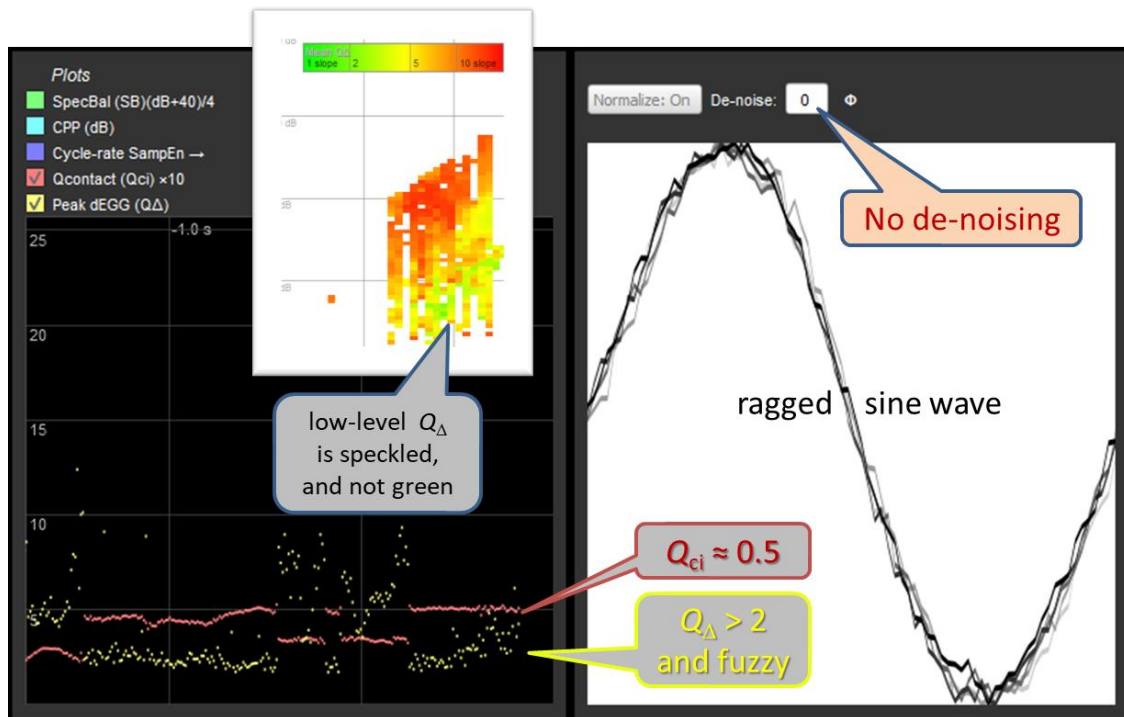 Plots
SpecBal (SB)(dB+40)/4
CPP (dB)
Cycle-rate SampEn →
Qcontact (Qci) ×10
Peak dEGG (QΔ)
25
-1.0 s
20
15
10
5
dB
Mean QΔ
1 slope 2 5 10 slope
dB
dB
dB
low-level QΔ
is speckled,
and not green
Normalize: On De-noise: 0 Φ
No de-noising
ragged sine wave
Qci ≈ 0.5
QΔ > 2
and fuzzy